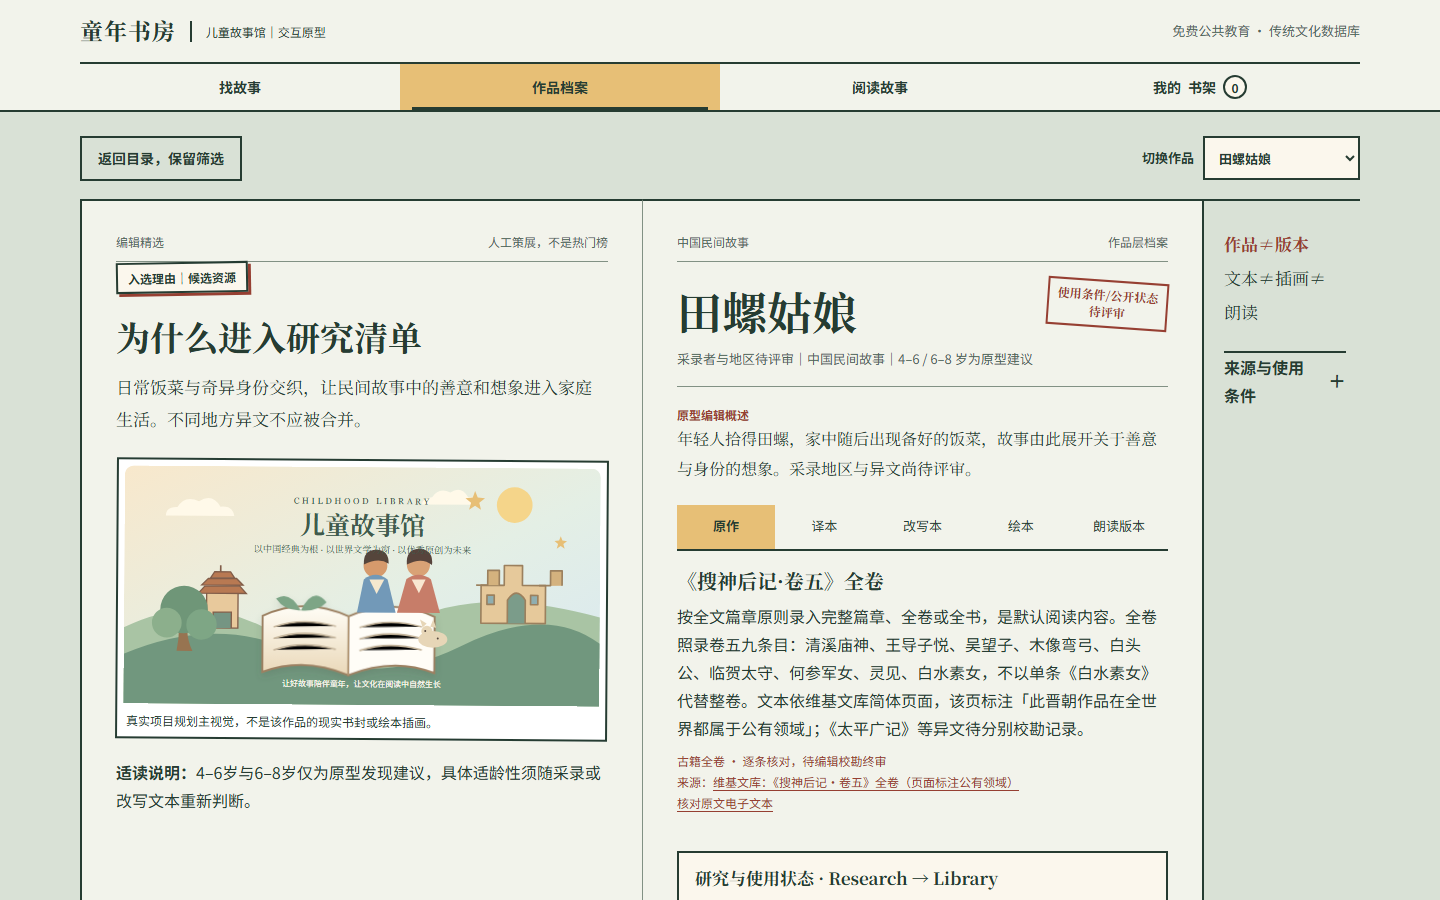 童年书房
儿童故事馆｜交互原型
免费公共教育 · 传统文化数据库
找故事
作品档案
阅读故事
我的 书架 0
返回目录，保留筛选
切换作品
田螺姑娘
编辑精选
人工策展，不是热门榜
入选理由｜候选资源
为什么进入研究清单
日常饭菜与奇异身份交织，让民间故事中的善意和想象进入家庭
生活。不同地方异文不应被合并。
CHILDHOOD LIBRARY
儿童故事馆
以中国经典为根 · 以世界文学为窗 · 以优秀原创为未来
让好故事陪伴童年，让文化在阅读中自然生长
真实项目规划主视觉，不是该作品的现实书封或绘本插画。
适读说明：4–6岁与6–8岁仅为原型发现建议，具体适龄性须随采录或
改写文本重新判断。
中国民间故事
作品层档案
田螺姑娘
使用条件/公开状态
待评审
采录者与地区待评审｜中国民间故事｜4–6 / 6–8 岁为原型建议
原型编辑概述
年轻人拾得田螺，家中随后出现备好的饭菜，故事由此展开关于善意
与身份的想象。采录地区与异文尚待评审。
原作
译本
改写本
绘本
朗读版本
《搜神后记·卷五》全卷
按全文篇章原则录入完整篇章、全卷或全书，是默认阅读内容。全卷
照录卷五九条目：清溪庙神、王导子悦、吴望子、木像弯弓、白头
公、临贺太守、何参军女、灵见、白水素女，不以单条《白水素女》
代替整卷。文本依维基文库简体页面，该页标注「此晋朝作品在全世
界都属于公有领域」；《太平广记》等异文待分别校勘记录。
古籍全卷 · 逐条核对，待编辑校勘终审
来源：维基文库：《搜神后记·卷五》全卷（页面标注公有领域）
核对原文电子文本
研究与使用状态 · Research → Library
作品≠版本
文本≠插画≠
朗读
来源与使用
条件
+